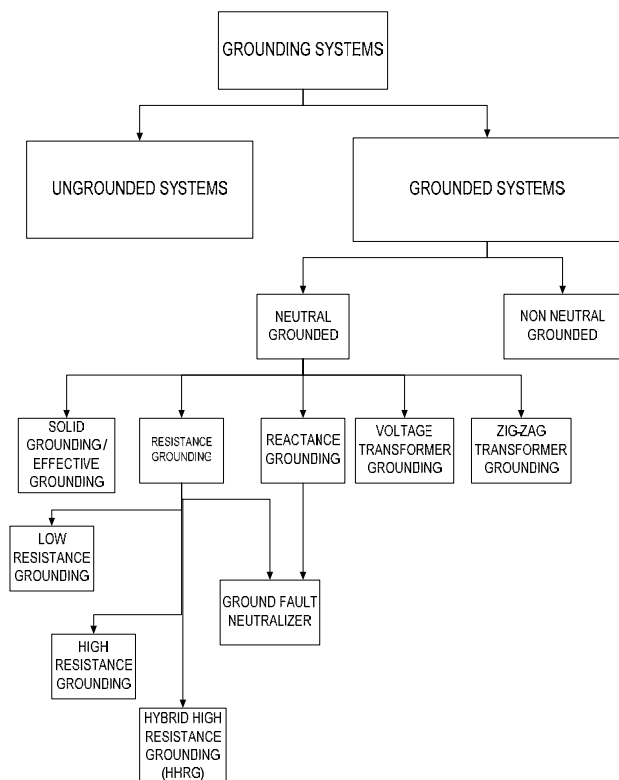 GROUNDING SYSTEMS
UNGROUNDED SYSTEMS
GROUNDED SYSTEMS
NEUTRAL
GROUNDED
NON NEUTRAL
GROUNDED
SOLID
GROUNDING/
EFFECTIVE
GROUNDING
RESISTANCE
GROUNDING
REACTANCE
GROUNDING
VOLTAGE
TRANSFORMER
GROUNDING
ZIG-ZAG
TRANSFORMER
GROUNDING
LOW
RESISTANCE
GROUNDING
GROUND FAULT
NEUTRALIZER
HIGH
RESISTANCE
GROUNDING
HYBRID HIGH
RESISTANCE
GROUNDING
(HHRG)